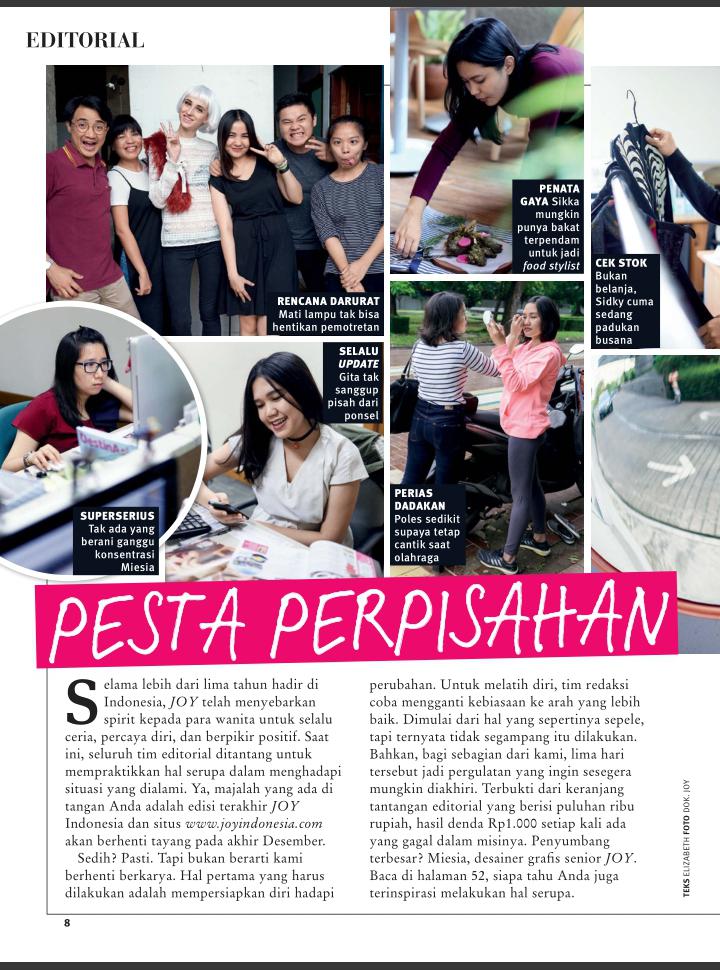 EDITORIAL
PENATA
GAYA Sikka
mungkin
punya bakat
terpendam
untuk jadi
food stylist
CEK STOK
Bukan
belanja,
Sidky cuma
sedang
padukan
busana
RENCANA DARURAT
Mati lampu tak bisa
hentikan pemotretan
SELALU
UPDATE
Gita tak
sanggup
pisah dari
ponsel
SUPERSERIUS
Tak ada yang
berani ganggu
konsentrasi
Miesia
PERIAS
DADAKAN
Poles sedikit
supaya tetap
cantik saat
olahraga
PESTA PERPISAHAN
Selama lebih dari lima tahun hadir di
Indonesia, JOY telah menyebarkan
spirit kepada para wanita untuk selalu
ceria, percaya diri, dan berpikir positif. Saat
ini, seluruh tim editorial ditantang untuk
mempraktikkan hal serupa dalam menghadapi
situasi yang dialami. Ya, majalah yang ada di
tangan Anda adalah edisi terakhir JOY
Indonesia dan situs www.joyindonesia.com
akan berhenti tayang pada akhir Desember.
Sedih? Pasti. Tapi bukan berarti kami
berhenti berkarya. Hal pertama yang harus
dilakukan adalah mempersiapkan diri hadapi
perubahan. Untuk melatih diri, tim redaksi
coba mengganti kebiasaan ke arah yang lebih
baik. Dimulai dari hal yang sepertinya sepele,
tapi ternyata tidak segampang itu dilakukan.
Bahkan, bagi sebagian dari kami, lima hari
tersebut jadi pergulatan yang ingin sesegera
mungkin diakhiri. Terbukti dari keranjang
tantangan editorial yang berisi puluhan ribu
rupiah, hasil denda Rp1.000 setiap kali ada
yang gagal dalam misinya. Penyumbang
terbesar? Miesia, desainer grafis senior JOY.
Baca di halaman 52, siapa tahu Anda juga
terinspirasi melakukan hal serupa.
TEKS ELIZABETH FOTO DOK. JOY
8